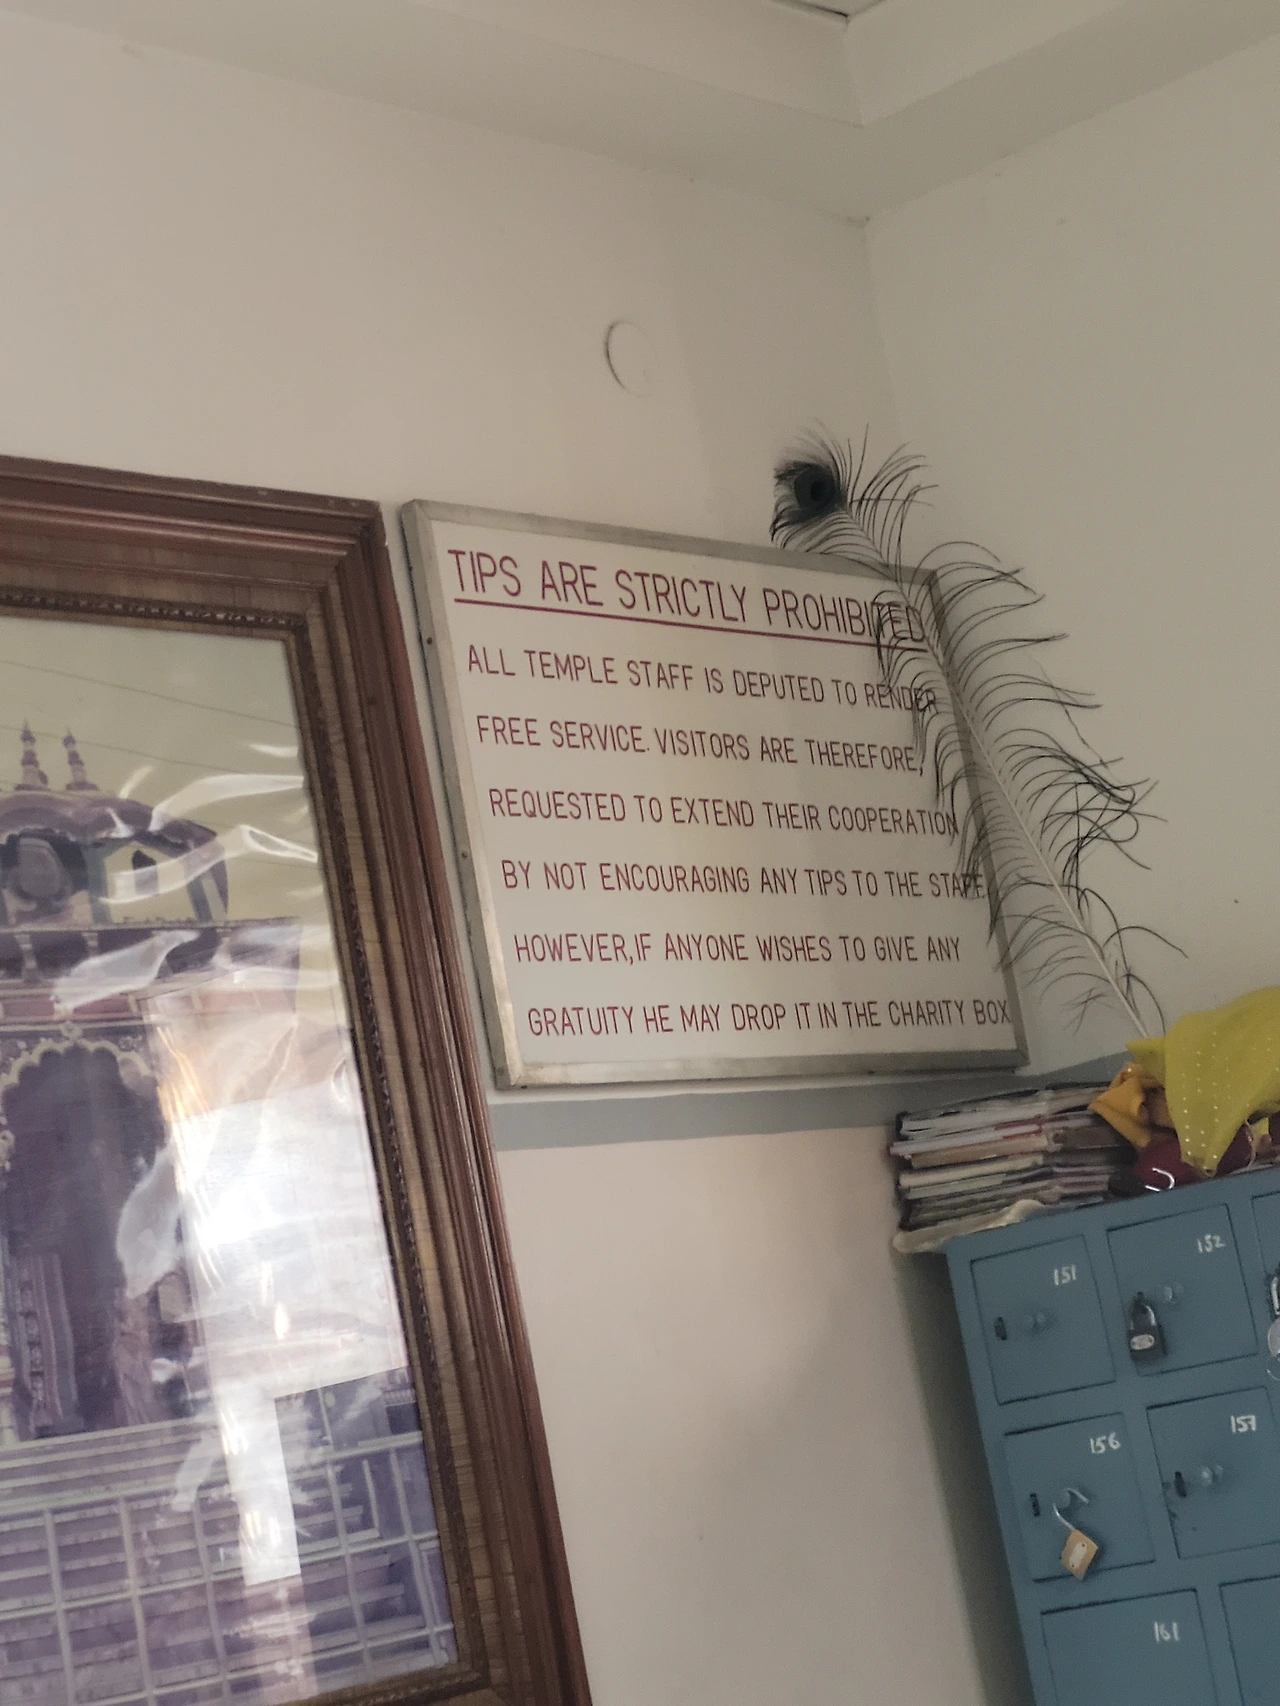 TIPS ARE STRICTLY PROHIBITED
ALL TEMPLE STAFF IS DEPUTED TO RENDER
FREE SERVICE. VISITORS ARE THEREFORE,
REQUESTED TO EXTEND THEIR COOPERATION
BY NOT ENCOURAGING ANY TIPS TO THE STAFF.
HOWEVER, IF ANYONE WISHES TO GIVE ANY
GRATUITY HE MAY DROP IT IN THE CHARITY BOX
151
152
156
157
161